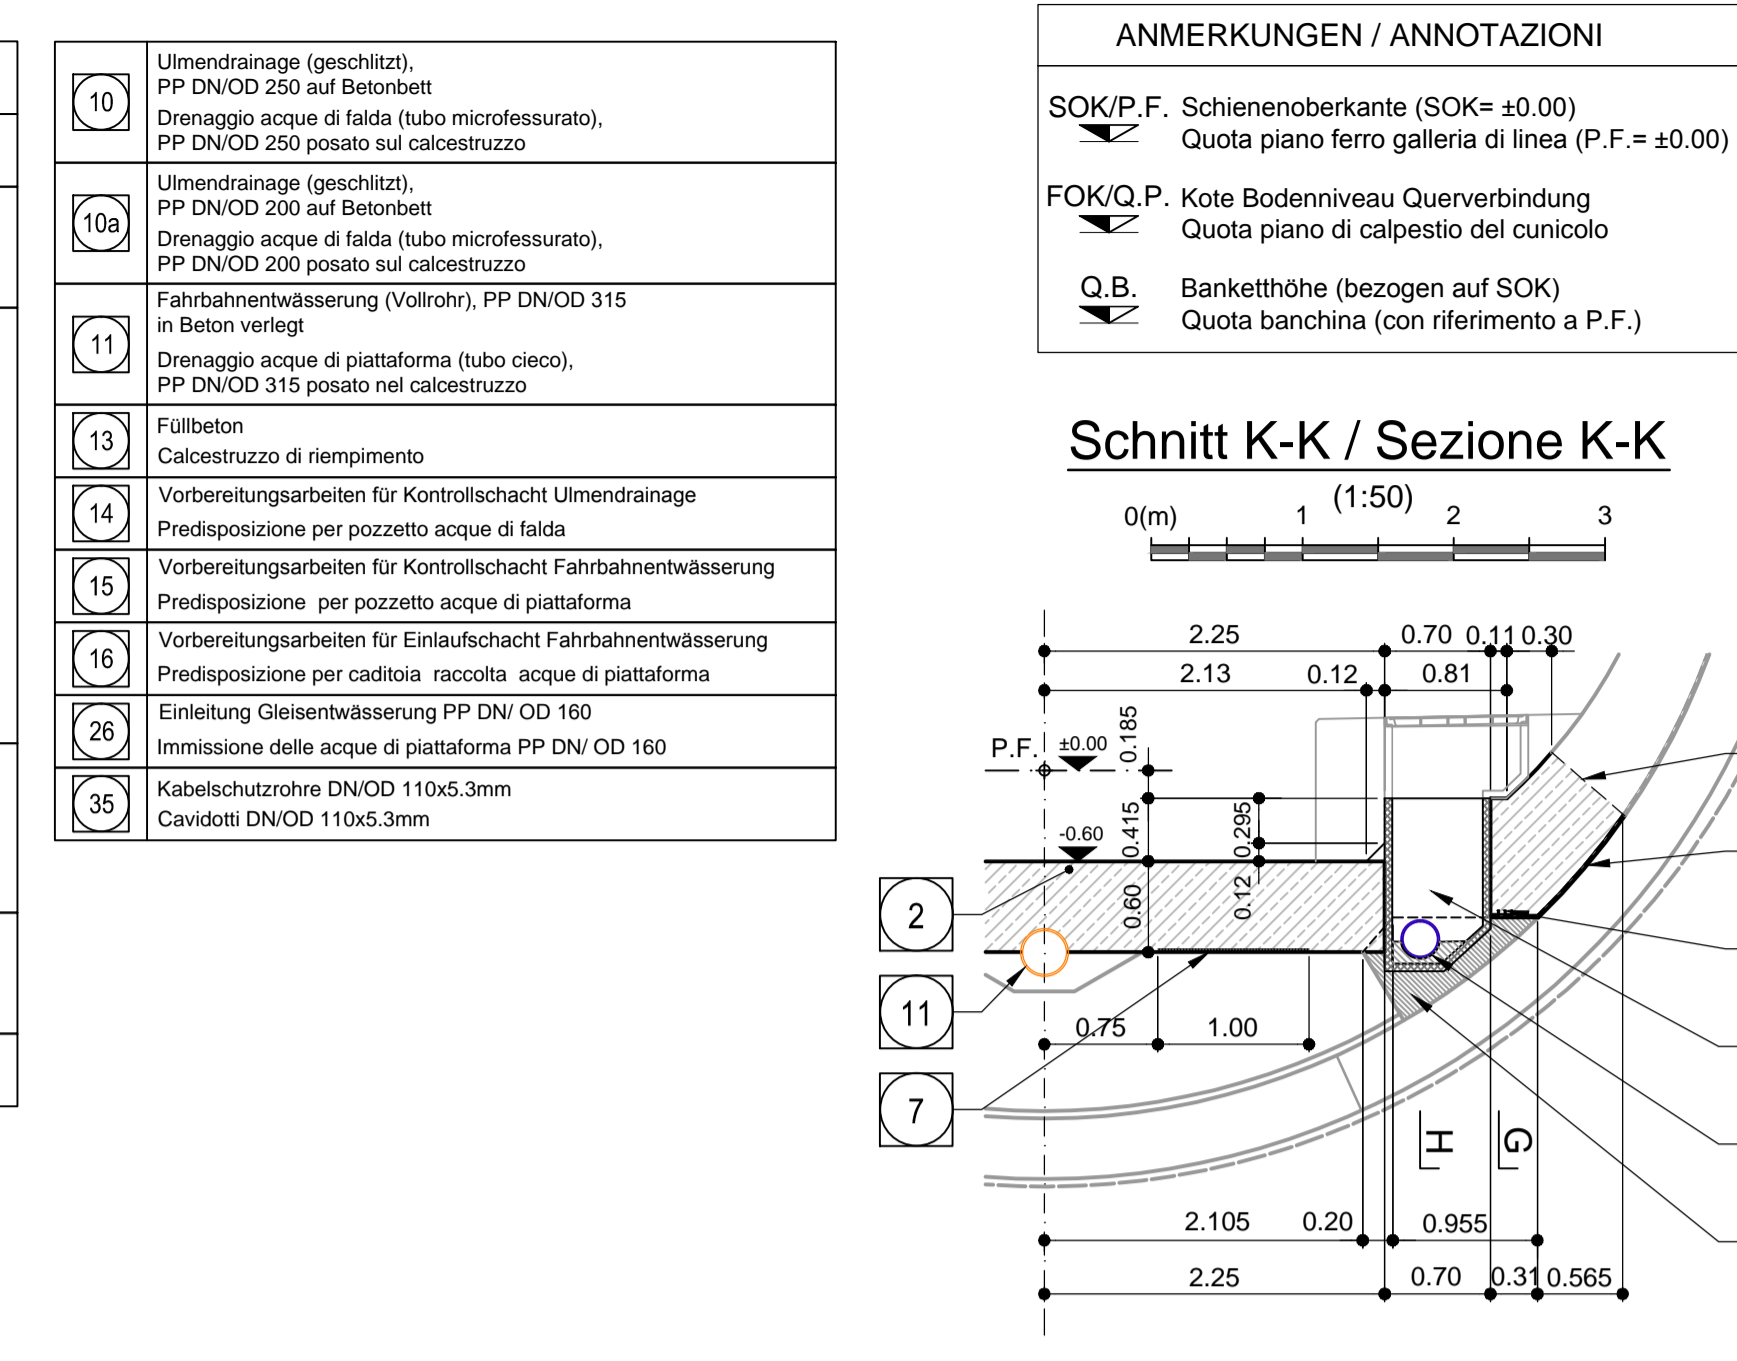 10
Ulmendrainage (geschlitzt),
PP DN/OD 250 auf Betonbett
Drenaggio acque di falda (tubo microfessurato),
PP DN/OD 250 posato sul calcestruzzo
10a
Ulmendrainage (geschlitzt),
PP DN/OD 200 auf Betonbett
Drenaggio acque di falda (tubo microfessurato),
PP DN/OD 200 posato sul calcestruzzo
11
Fahrbahnentwässerung (Vollrohr), PP DN/OD 315
in Beton verlegt
Drenaggio acque di piattaforma (tubo cieco),
PP DN/OD 315 posato nel calcestruzzo
13
Füllbeton
Calcestruzzo di riempimento
14
Vorbereitungsarbeiten für Kontrollschacht Ulmendrainage
Predisposizione per pozzetto acque di falda
15
Vorbereitungsarbeiten für Kontrollschacht Fahrbahnentwässerung
Predisposizione per pozzetto acque di piattaforma
16
Vorbereitungsarbeiten für Einlaufschacht Fahrbahnentwässerung
Predisposizione per caditoia raccolta acque di piattaforma
26
Einleitung Gleisentwässerung PP DN/ OD 160
Immissione delle acque di piattaforma PP DN/ OD 160
35
Kabelschutzrohre DN/OD 110x5.3mm
Cavidotti DN/OD 110x5.3mm
ANMERKUNGEN / ANNOTAZIONI
SOK/P.F. Schienenoberkante (SOK= ±0.00)
Quota piano ferro galleria di linea (P.F.= ±0.00)
FOK/Q.P. Kote Bodenniveau Querverbindung
Quota piano di calpestio del cunicolo
Q.B. Banketthöhe (bezogen auf SOK)
Quota banchina (con riferimento a P.F.)
Schnitt K-K / Sezione K-K
(1:50)
0(m) 1 2 3
2.25 0.70 0.11 0.30
2.13 0.12 0.81
P.F. ±0.00 0.185
-0.60 0.415 0.295
0.60 0.12
2
11
7
0.75 1.00
H G
2.105 0.20 0.955
2.25 0.70 0.31 0.565